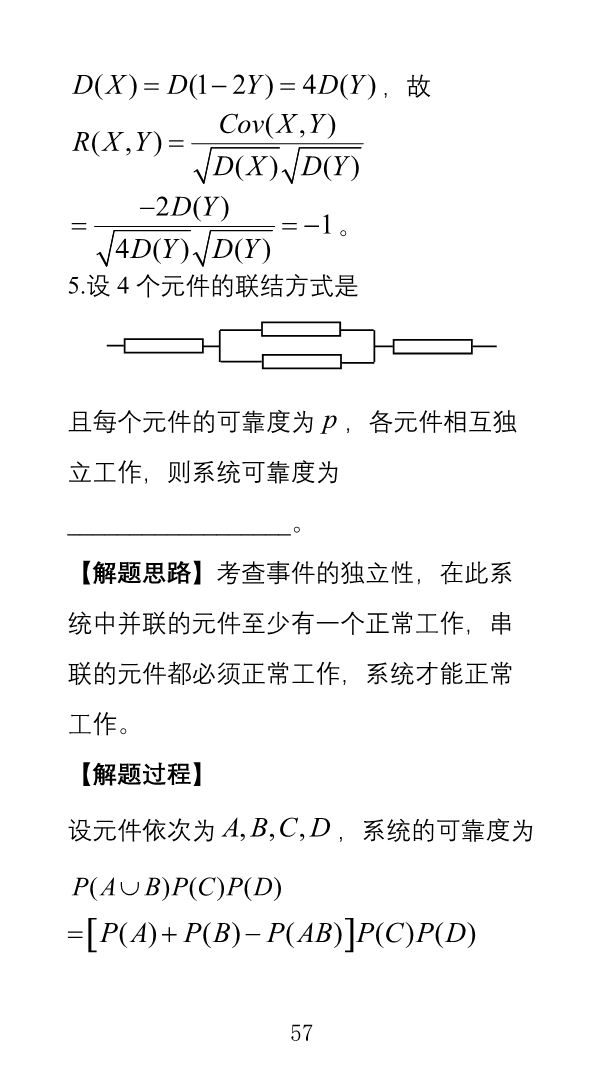 D(X) = D(1 − 2Y) = 4D(Y)，故
R(X,Y) = \frac{Cov(X,Y)}{\sqrt{D(X)}\sqrt{D(Y)}}
= \frac{-2D(Y)}{\sqrt{4D(Y)}\sqrt{D(Y)}} = −1。
5.设 4 个元件的联结方式是
且每个元件的可靠度为 p，各元件相互独
立工作，则系统可靠度为
__________________。
【解题思路】考查事件的独立性，在此系
统中并联的元件至少有一个正常工作，串
联的元件都必须正常工作，系统才能正常
工作。
【解题过程】
设元件依次为 A,B,C,D，系统的可靠度为
P(A∪B)P(C)P(D)
=[P(A)+P(B)−P(AB)]P(C)P(D)
57